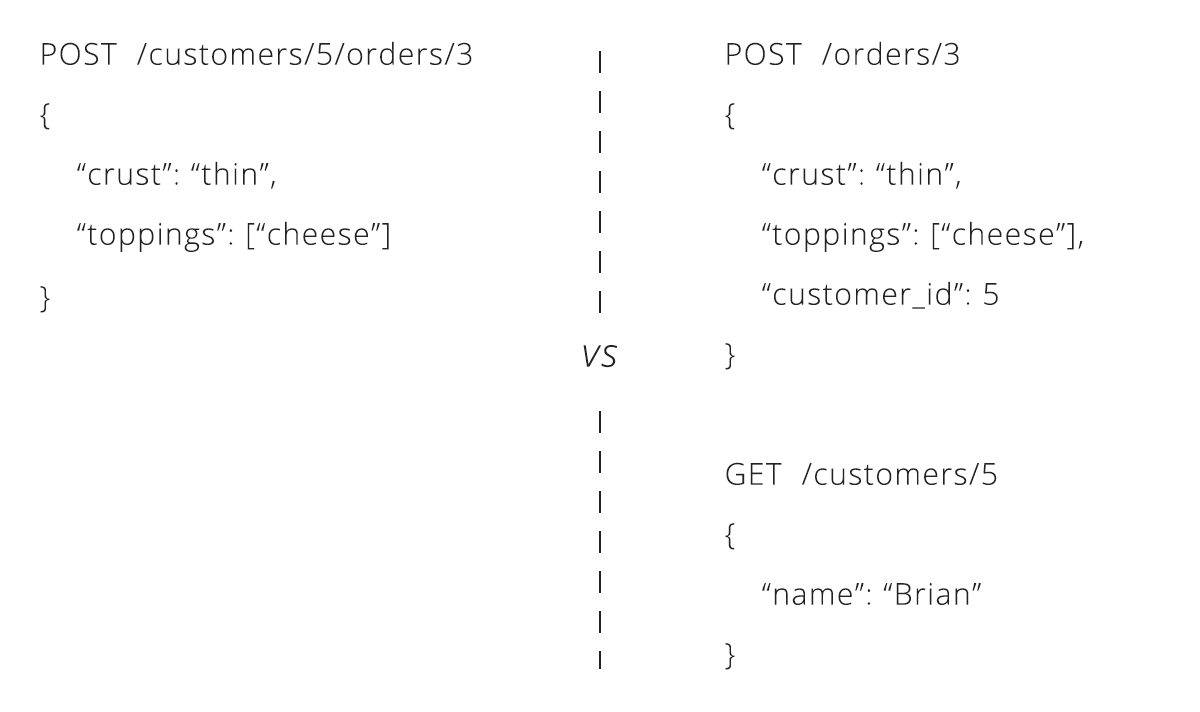 POST /customers/5/orders/3
{
“crust”: “thin”,
“toppings”: [“cheese”]
}
VS
POST /orders/3
{
“crust”: “thin”,
“toppings”: [“cheese”],
“customer_id”: 5
}
GET /customers/5
{
“name”: “Brian”
}